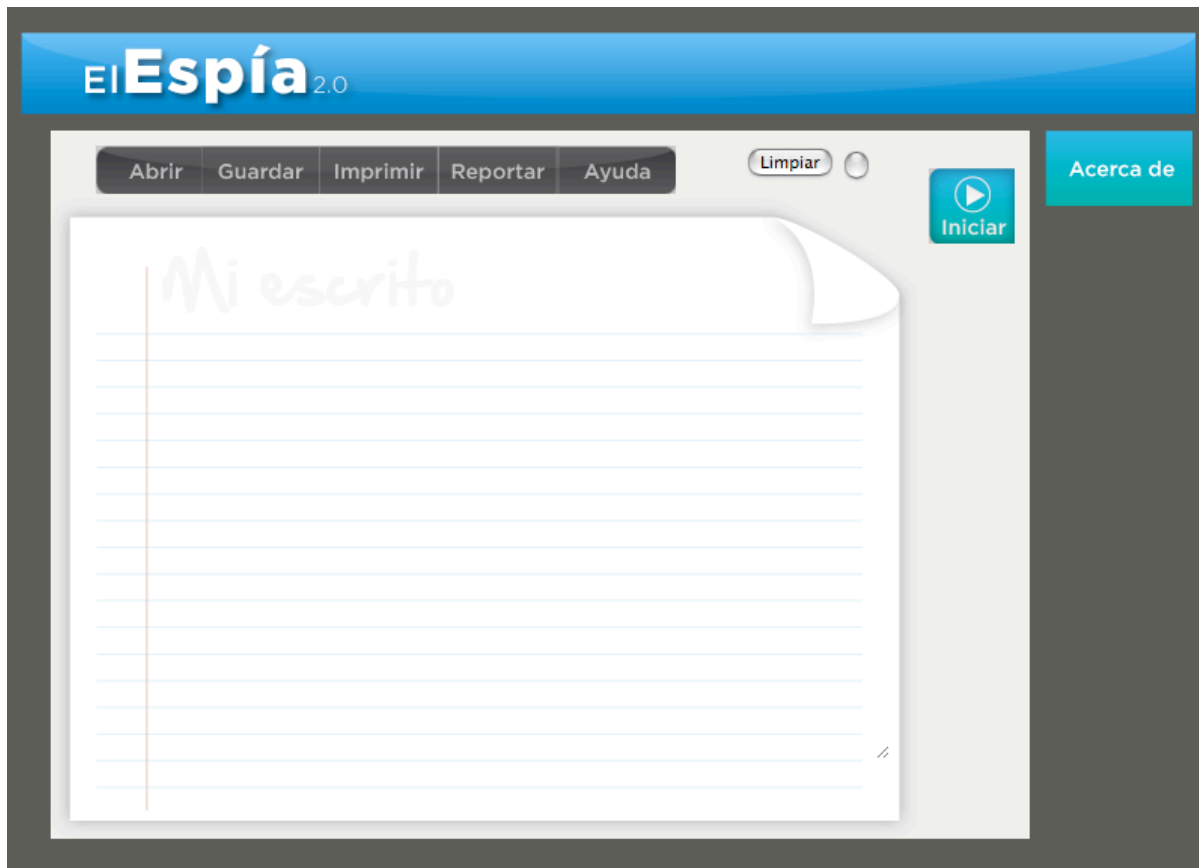 El Espía 2.0
Abrir Guardar Imprimir Reportar Ayuda
Limpiar
Acerca de
Iniciar
Mi escrito